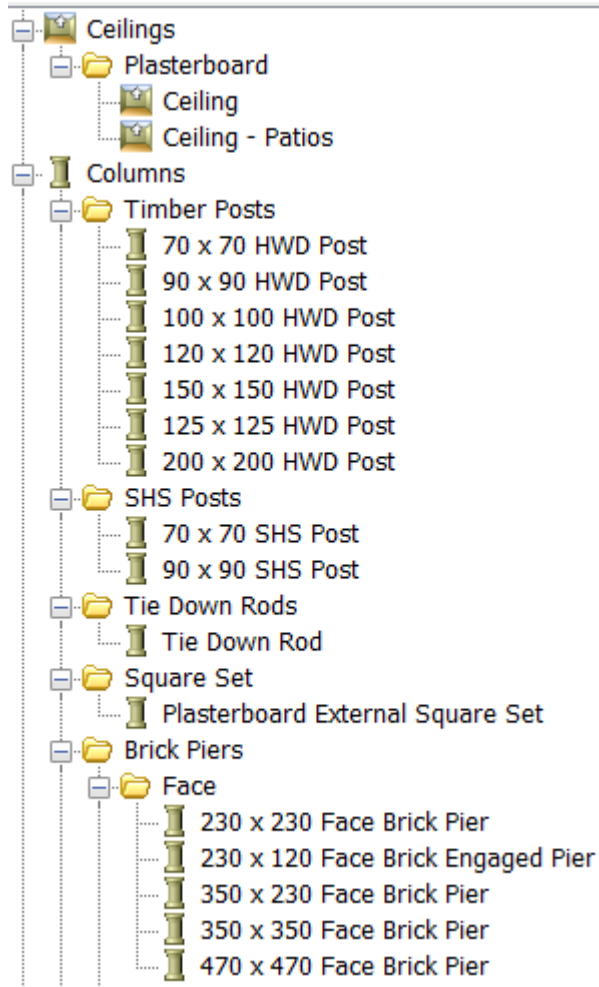 Ceilings
Plasterboard
Ceiling
Ceiling - Patios
Columns
Timber Posts
70 x 70 HWD Post
90 x 90 HWD Post
100 x 100 HWD Post
120 x 120 HWD Post
150 x 150 HWD Post
125 x 125 HWD Post
200 x 200 HWD Post
SHS Posts
70 x 70 SHS Post
90 x 90 SHS Post
Tie Down Rods
Tie Down Rod
Square Set
Plasterboard External Square Set
Brick Piers
Face
230 x 230 Face Brick Pier
230 x 120 Face Brick Engaged Pier
350 x 230 Face Brick Pier
350 x 350 Face Brick Pier
470 x 470 Face Brick Pier